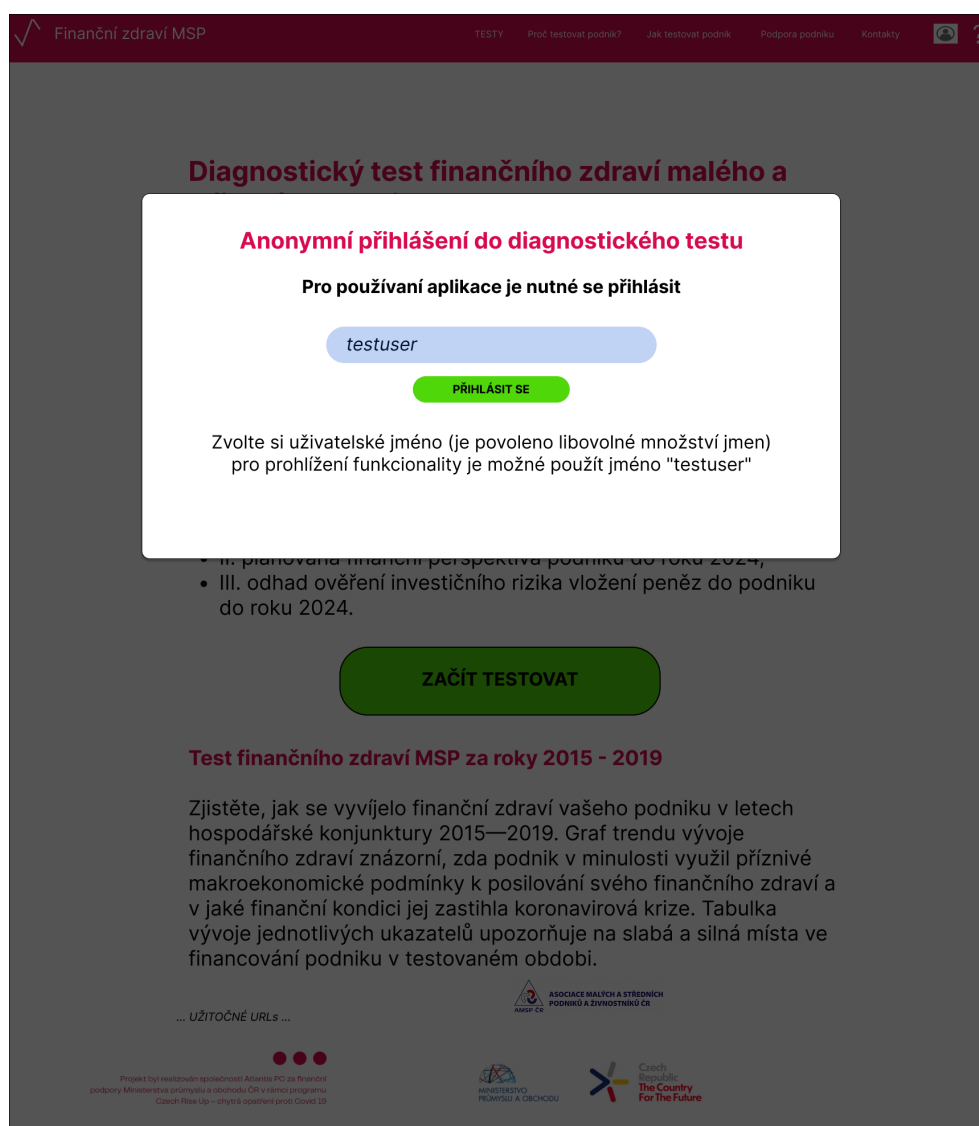 Finanční zdraví MSP
TESTY
Proč testovat podnik?
Jak testovat podnik
Podpora podniku
Kontakty
Diagnostický test finančního zdraví malého a
Anonymní přihlášení do diagnostického testu
Pro používaní aplikace je nutné se přihlásit
testuser
PŘIHLÁSIT SE
Zvolte si uživatelské jméno (je povoleno libovolné množství jmen)
pro prohlížení funkcionality je možné použít jméno "testuser"
• II. plánovaná finanční perspektiva podniku do roku 2024;
• III. odhad ověření investičního rizika vložení peněz do podniku
do roku 2024.
ZAČÍT TESTOVAT
Test finančního zdraví MSP za roky 2015 - 2019
Zjistěte, jak se vyvíjelo finanční zdraví vašeho podniku v letech
hospodářské konjunktury 2015—2019. Graf trendu vývoje
finančního zdraví znázorní, zda podnik v minulosti využil příznivé
makroekonomické podmínky k posilování svého finančního zdraví a
v jaké finanční kondici jej zastihla koronavirová krize. Tabulka
vývoje jednotlivých ukazatelů upozorňuje na slabá a silná místa ve
financování podniku v testovaném obdobi.
AMSP ČR
ASOCIACE MALÝCH A STŘEDNÍCH
PODNIKŮ A ŽIVNOSTNÍKŮ ČR
... UŽITOČNÉ URLs ...
Projekt byl realizován společností Atlantis PC za finanční
podpory Ministerstva průmyslu a obchodu ČR v rámci programu
Czech Rise Up – chytrá opatření proti Covid 19
MINISTERSTVO
PRŮMYSLU A OBCHODU
Czech
Republic
The Country
For The Future